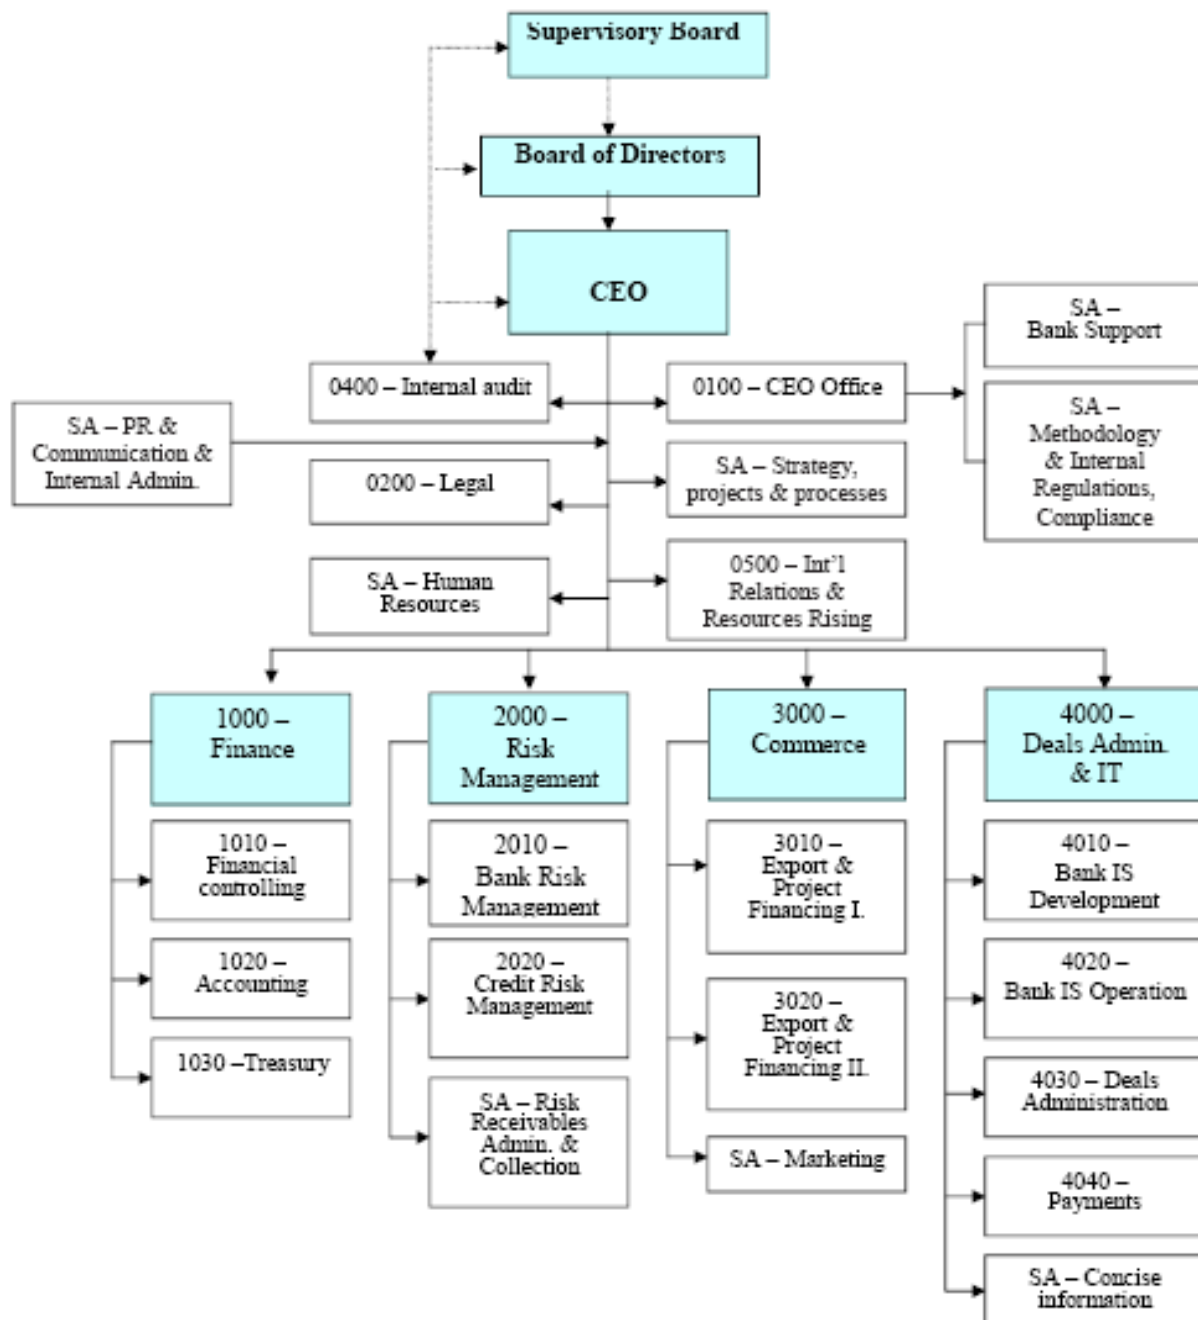 Supervisory Board
Board of Directors
CEO
SA –
Bank Support
0400 – Internal audit
0100 – CEO Office
SA –
Methodology
& Internal
Regulations,
Compliance
SA – PR &
Communication &
Internal Admin.
SA – Strategy,
projects & processes
0200 – Legal
0500 – Int'l
Relations &
Resources Rising
SA – Human
Resources
1000 –
Finance
2000 –
Risk
Management
3000 –
Commerce
4000 –
Deals Admin.
& IT
1010 –
Financial
controlling
2010 –
Bank Risk
Management
3010 –
Export &
Project
Financing I.
4010 –
Bank IS
Development
1020 –
Accounting
2020 –
Credit Risk
Management
3020 –
Export &
Project
Financing II.
4020 –
Bank IS Operation
1030 –Treasury
SA – Risk
Receivables
Admin. &
Collection
4030 – Deals
Administration
SA – Marketing
4040 –
Payments
SA – Concise
information